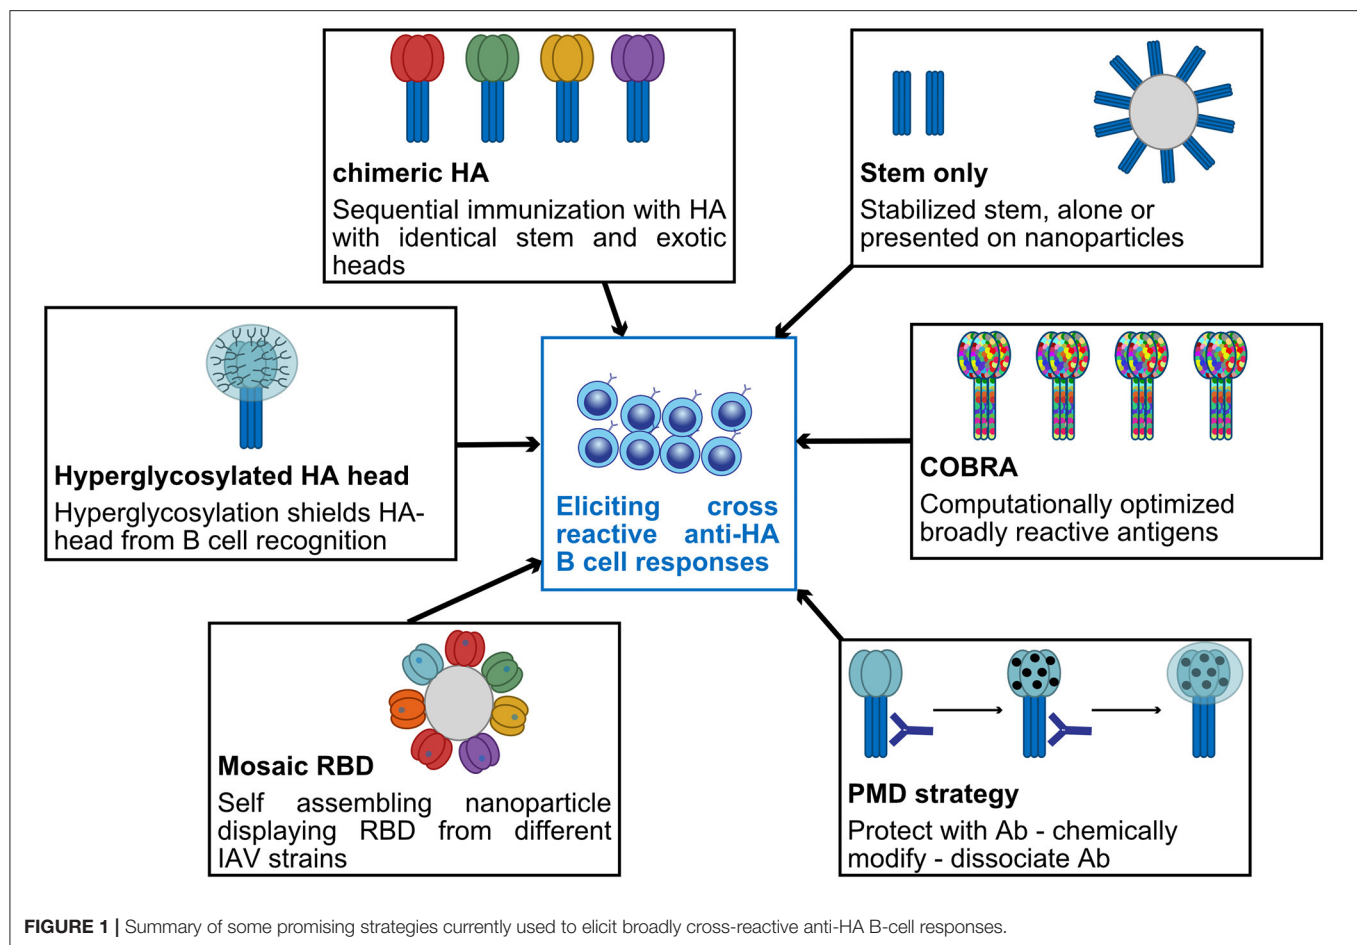 chimeric HA
Sequential immunization with HA
with identical stem and exotic
heads
Stem only
Stabilized stem, alone or
presented on nanoparticles
Hyperglycosylated HA head
Hyperglycosylation shields HA-
head from B cell recognition
Eliciting cross
reactive anti-HA
B cell responses
COBRA
Computationally optimized
broadly reactive antigens
Mosaic RBD
Self assembling nanoparticle
displaying RBD from different
IAV strains
PMD strategy
Protect with Ab - chemically
modify - dissociate Ab
FIGURE 1 | Summary of some promising strategies currently used to elicit broadly cross-reactive anti-HA B-cell responses.